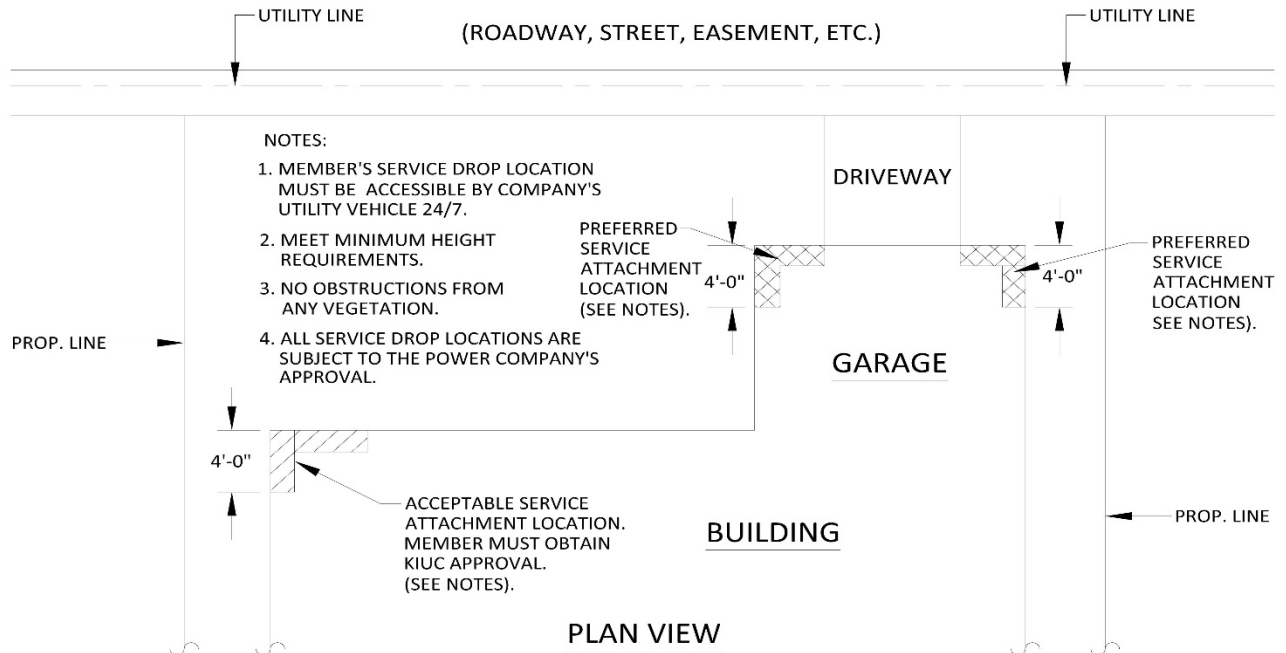 UTILITY LINE
(ROADWAY, STREET, EASEMENT, ETC.)
UTILITY LINE
NOTES:
1. MEMBER'S SERVICE DROP LOCATION
MUST BE ACCESSIBLE BY COMPANY'S
UTILITY VEHICLE 24/7.
2. MEET MINIMUM HEIGHT
REQUIREMENTS.
3. NO OBSTRUCTIONS FROM
ANY VEGETATION.
4. ALL SERVICE DROP LOCATIONS ARE
SUBJECT TO THE POWER COMPANY'S
APPROVAL.
DRIVEWAY
PREFERRED
SERVICE
ATTACHMENT
LOCATION
(SEE NOTES).
4'-0"
4'-0"
PREFERRED
SERVICE
ATTACHMENT
LOCATION
SEE NOTES).
PROP. LINE
GARAGE
4'-0"
ACCEPTABLE SERVICE
ATTACHMENT LOCATION.
MEMBER MUST OBTAIN
KIUC APPROVAL.
(SEE NOTES).
BUILDING
PROP. LINE
PLAN VIEW